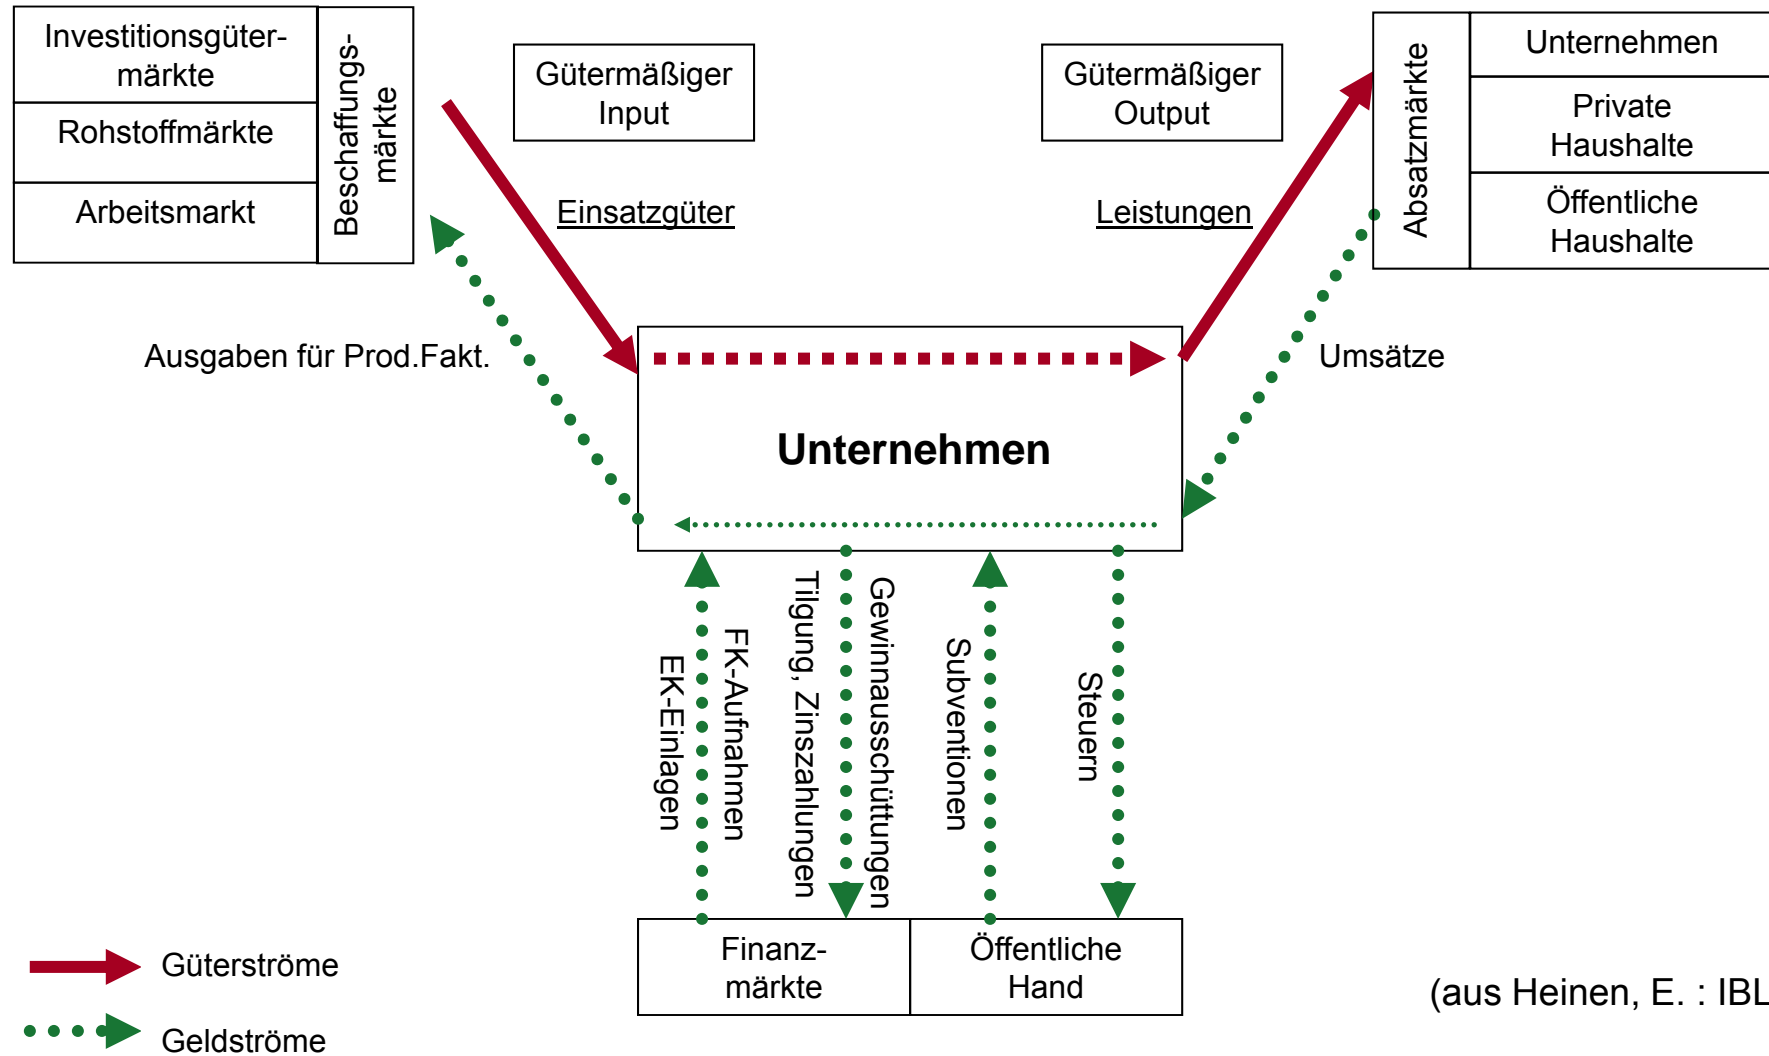 Investitionsgüter-
märkte
Rohstoffmärkte
Arbeitsmarkt
Beschaffungs-
märkte
Gütermäßiger
Input
Gütermäßiger
Output
Absatzmärkte
Unternehmen
Private
Haushalte
Öffentliche
Haushalte
Einsatzgüter
Leistungen
Ausgaben für Prod.Fakt.
Umsätze
Unternehmen
EK-Einlagen
FK-Aufnahmen
Tilgung, Zinszahlungen
Gewinnausschüttungen
Subventionen
Steuern
Finanz-
märkte
Öffentliche
Hand
Güterströme
Geldströme
(aus Heinen, E. : IBL